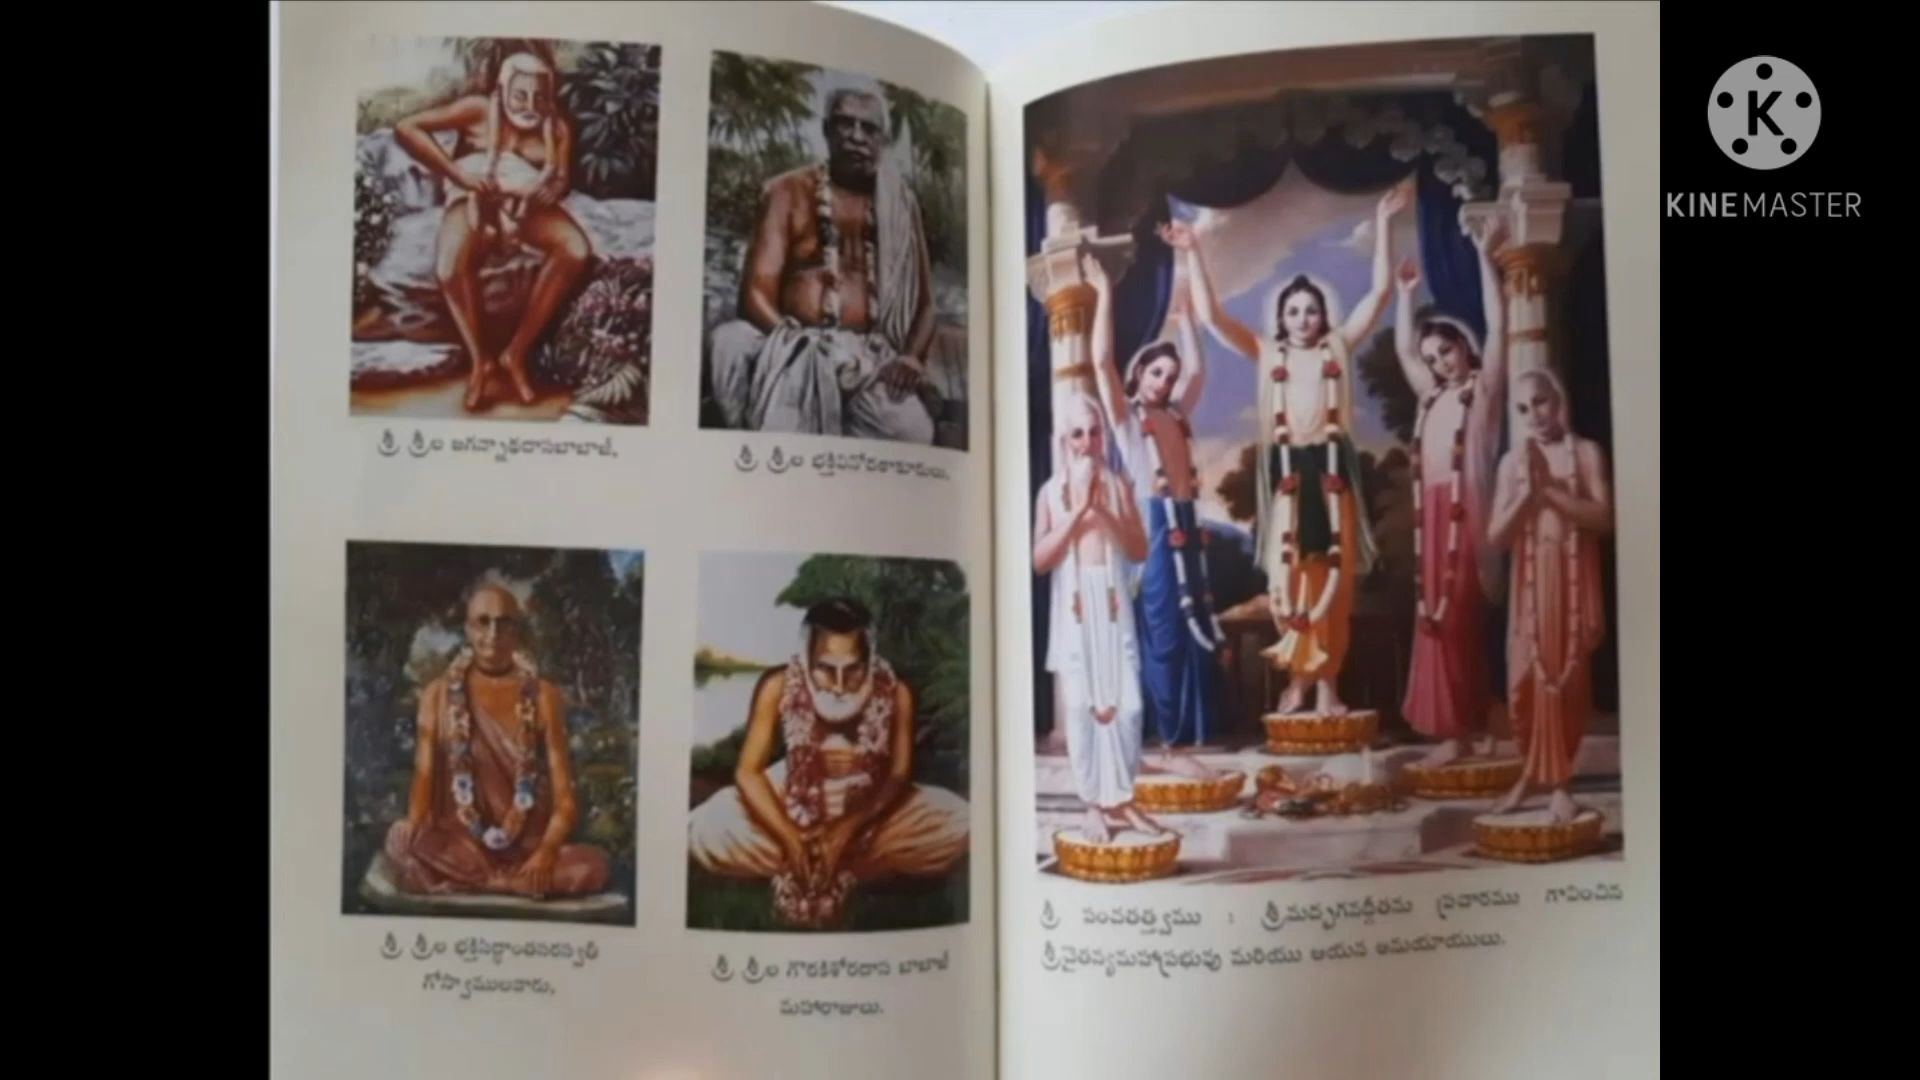 శ్రీ శ్రీల జగన్నాథదాసబాబాజీ,
శ్రీ శ్రీల భక్తివినోదఠాకూరులు,
శ్రీ శ్రీల భక్తిసిద్ధాంతసరస్వతీ
గోస్వాములవారు,
శ్రీ శ్రీల గౌరకిశోరదాస బాబాజీ
మహారాజులు.
శ్రీ పంచతత్త్వము : శ్రీమద్భగవద్గీతను ప్రచారము గావించిన
శ్రీచైతన్యమహాప్రభువు మరియు ఆయన అనుయాయులు.
K
KINEMASTER